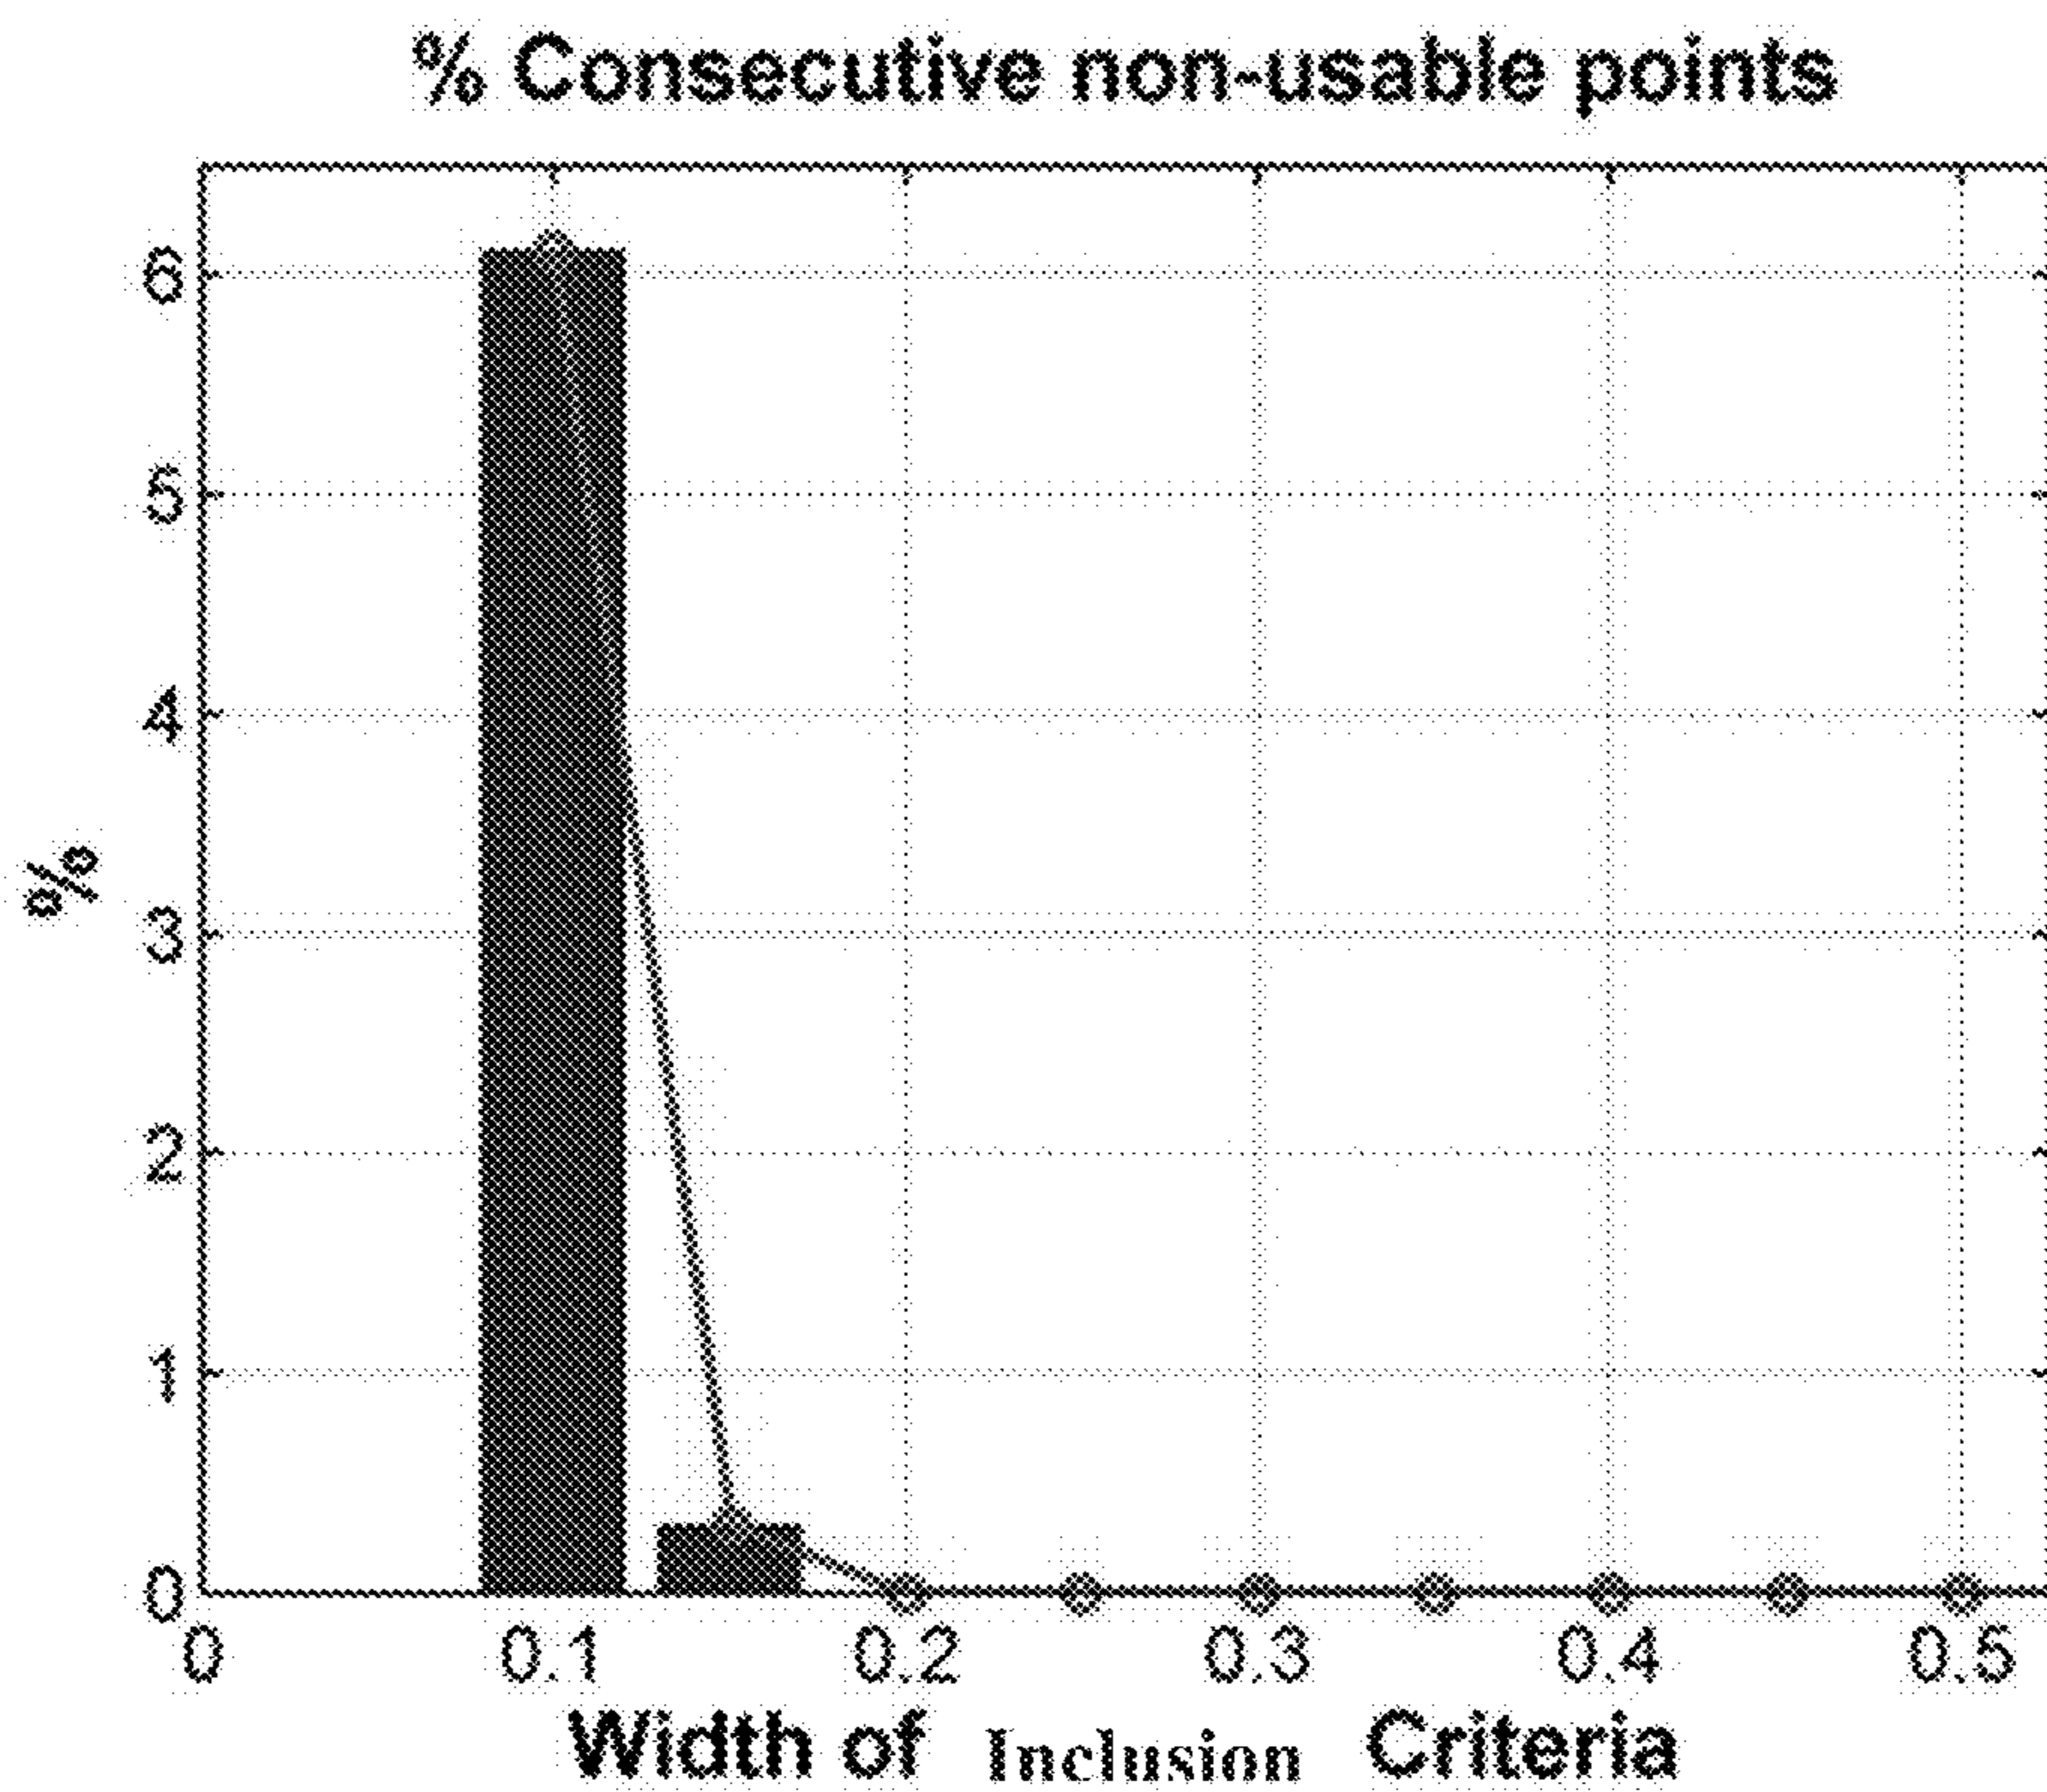 % Consecutive non-usable points
6
5
4
3
2
1
0
%
0 0.1 0.2 0.3 0.4 0.5
Width of Inclusion Criteria